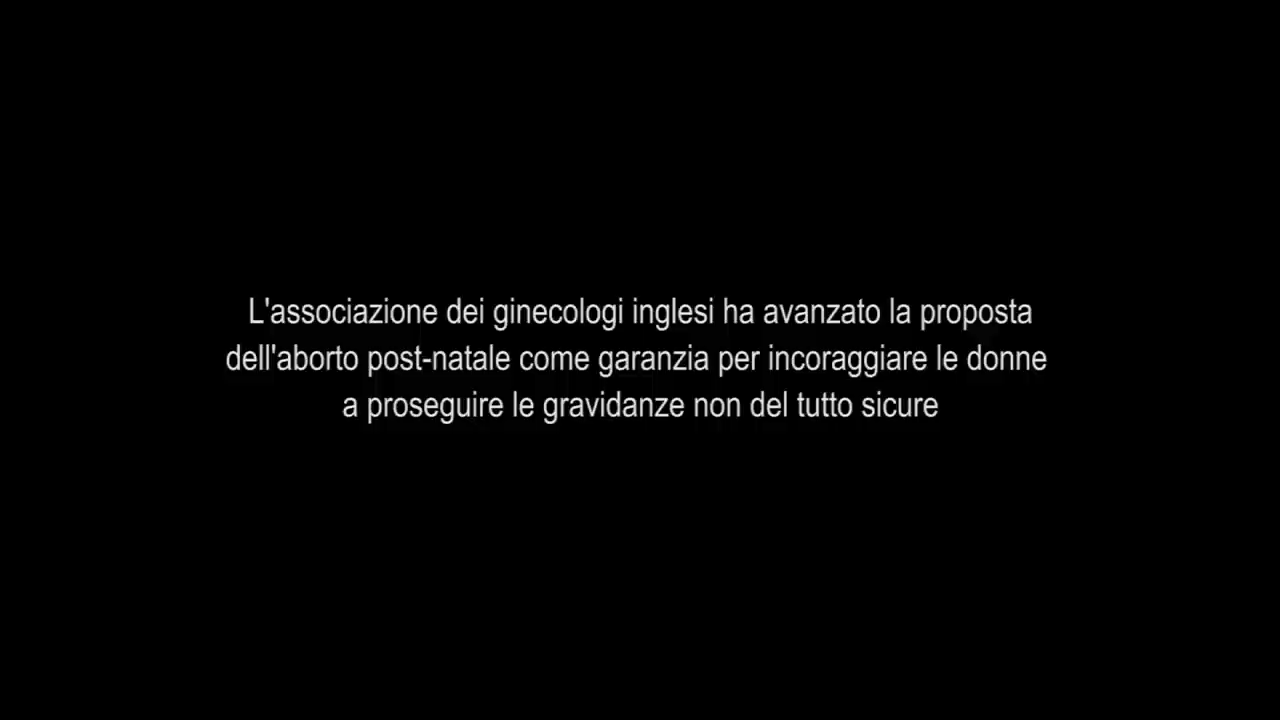 L'associazione dei ginecologi inglesi ha avanzato la proposta
dell'aborto post-natale come garanzia per incoraggiare le donne
a proseguire le gravidanze non del tutto sicure